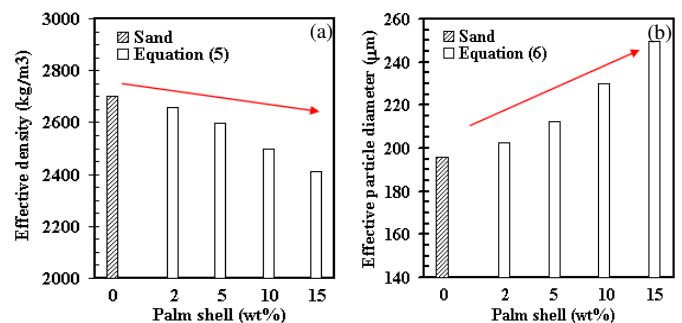 (a)
Sand
Equation (5)
Effective density (kg/m3)
3000
2800
2600
2400
2200
2000
0 2 5 10 15
Palm shell (wt%)
(b)
Sand
Equation (6)
Effective particle diameter (μm)
260
240
220
200
180
160
140
0 2 5 10 15
Palm shell (wt%)